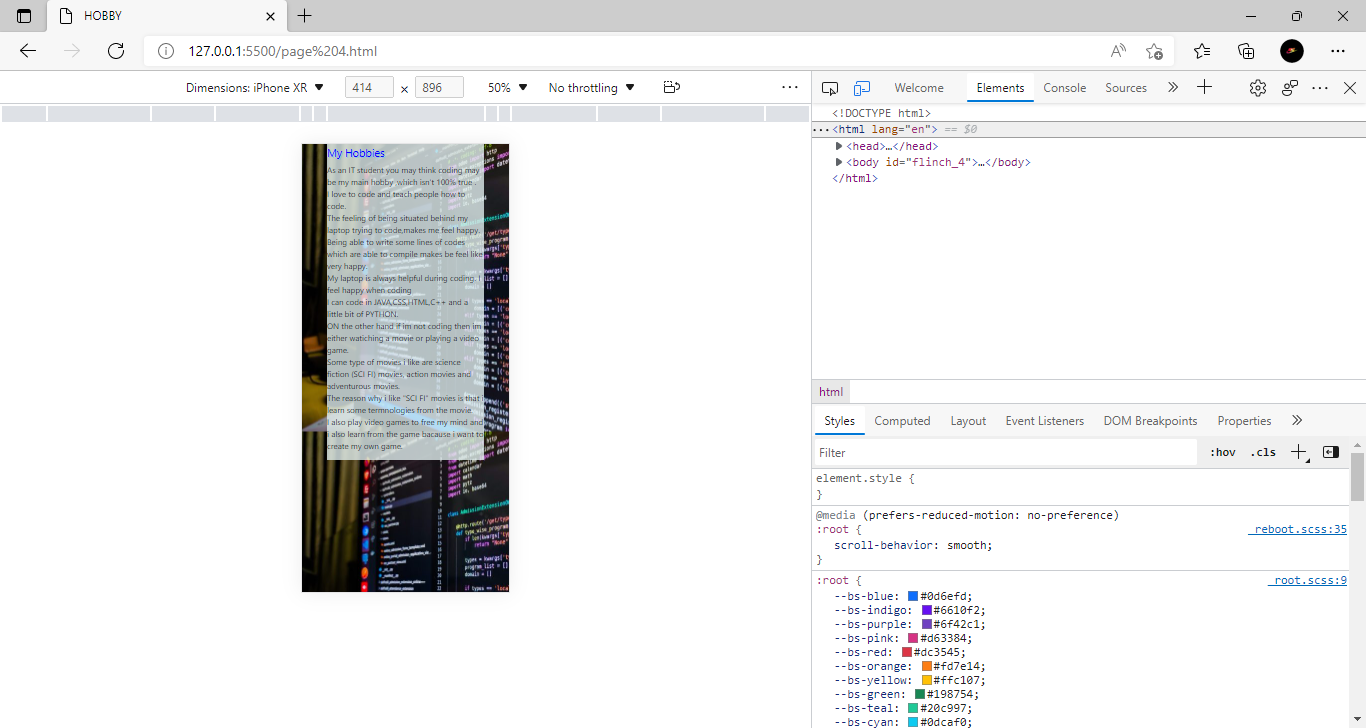 HOBBY
127.0.0.1:5500/page%204.html
Dimensions: iPhone XR
414 × 896
50%
No throttling
My Hobbies
As an IT student you may think coding may
be my main hobby which isn't 100% true .
I love to code and teach people how to
code.
The feeling of being situated behind my
laptop trying to code,makes me feel happy.
Being able to write some lines of codes
which are able to compile makes be feel like
very happy.
My laptop is always helpful during coding. I
feel happy when coding
I can code in JAVA,CSS,HTML,C++ and a
little bit of PYTHON.
ON the other hand if im not coding then im
either watiching a movie or playing a video
game.
Some type of movies i like are science
fiction (SCI FI) movies, action movies and
adventurous movies.
The reason why i like "SCI FI" movies is that
learn some termnologies from the movie.
I also play video games to free my mind and
i also learn from the game bacause i want to
create my own game.
Welcome
Elements
Console
Sources
<!DOCTYPE html>
<html lang="en"> == $0
<head>…</head>
<body id="flinch_4">…</body>
</html>
html
Styles
Computed
Layout
Event Listeners
DOM Breakpoints
Properties
Filter
:hov
.cls
element.style {
}
@media (prefers-reduced-motion: no-preference)
:root {
_reboot.scss:35
scroll-behavior: smooth;
}
:root {
_root.scss:9
--bs-blue: #0d6efd;
--bs-indigo: #6610f2;
--bs-purple: #6f42c1;
--bs-pink: #d63384;
--bs-red: #dc3545;
--bs-orange: #fd7e14;
--bs-yellow: #ffc107;
--bs-green: #198754;
--bs-teal: #20c997;
--bs-cyan: #0dcaf0;